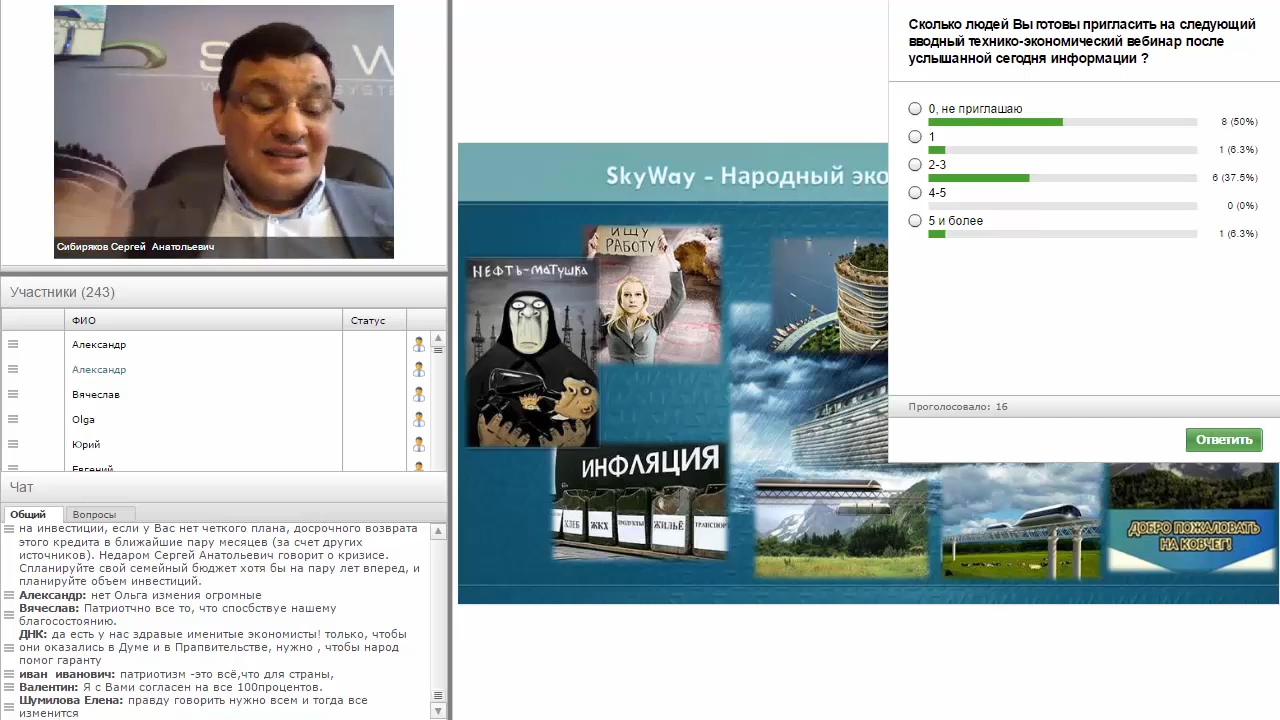 Сибиряков Сергей Анатольевич
Участники (243)
ФИО
Статус
Александр
Александр
Вячеслав
Olga
Юрий
Евгений
Чат
Общий
Вопросы
на инвестиции, если у Вас нет четкого плана, досрочного возврата
этого кредита в ближайшие пару месяцев (за счет других
источников). Недаром Сергей Анатольевич говорит о кризисе.
Спланируйте свой семейный бюджет хотя бы на пару лет вперед, и
планируйте объем инвестиций.
Александр: нет Ольга измения огромные
Вячеслав: Патриотчно все то, что спосбствуе нашему
благосостоянию.
ДНК: да есть у нас здравые именитые экономисты! только, чтобы
они оказались в Думе и в Прапвительстве, нужно , чтобы народ
помог гаранту
иван иванович: патриотизм -это всё,что для страны,
Валентин: Я с Вами согласен на все 100процентов.
Шумилова Елена: правду говорить нужно всем и тогда все
изменится
SkyWay - Народный эко
ИЩУ
РАБОТУ
НЕФТЬ-МАТУШКА
ИНФЛЯЦИЯ
ХЛЕБ
ЖКХ
ПРОДУКТЫ
ЖИЛЬЁ
ТРАНСПОРТ
ДОБРО ПОЖАЛОВАТЬ
НА КОВЧЕГ!
Сколько людей Вы готовы пригласить на следующий
вводный технико-экономический вебинар после
услышанной сегодня информации ?
0, не приглашаю
8 (50%)
1
1 (6.3%)
2-3
6 (37.5%)
4-5
0 (0%)
5 и более
1 (6.3%)
Проголосовало: 16
Ответить